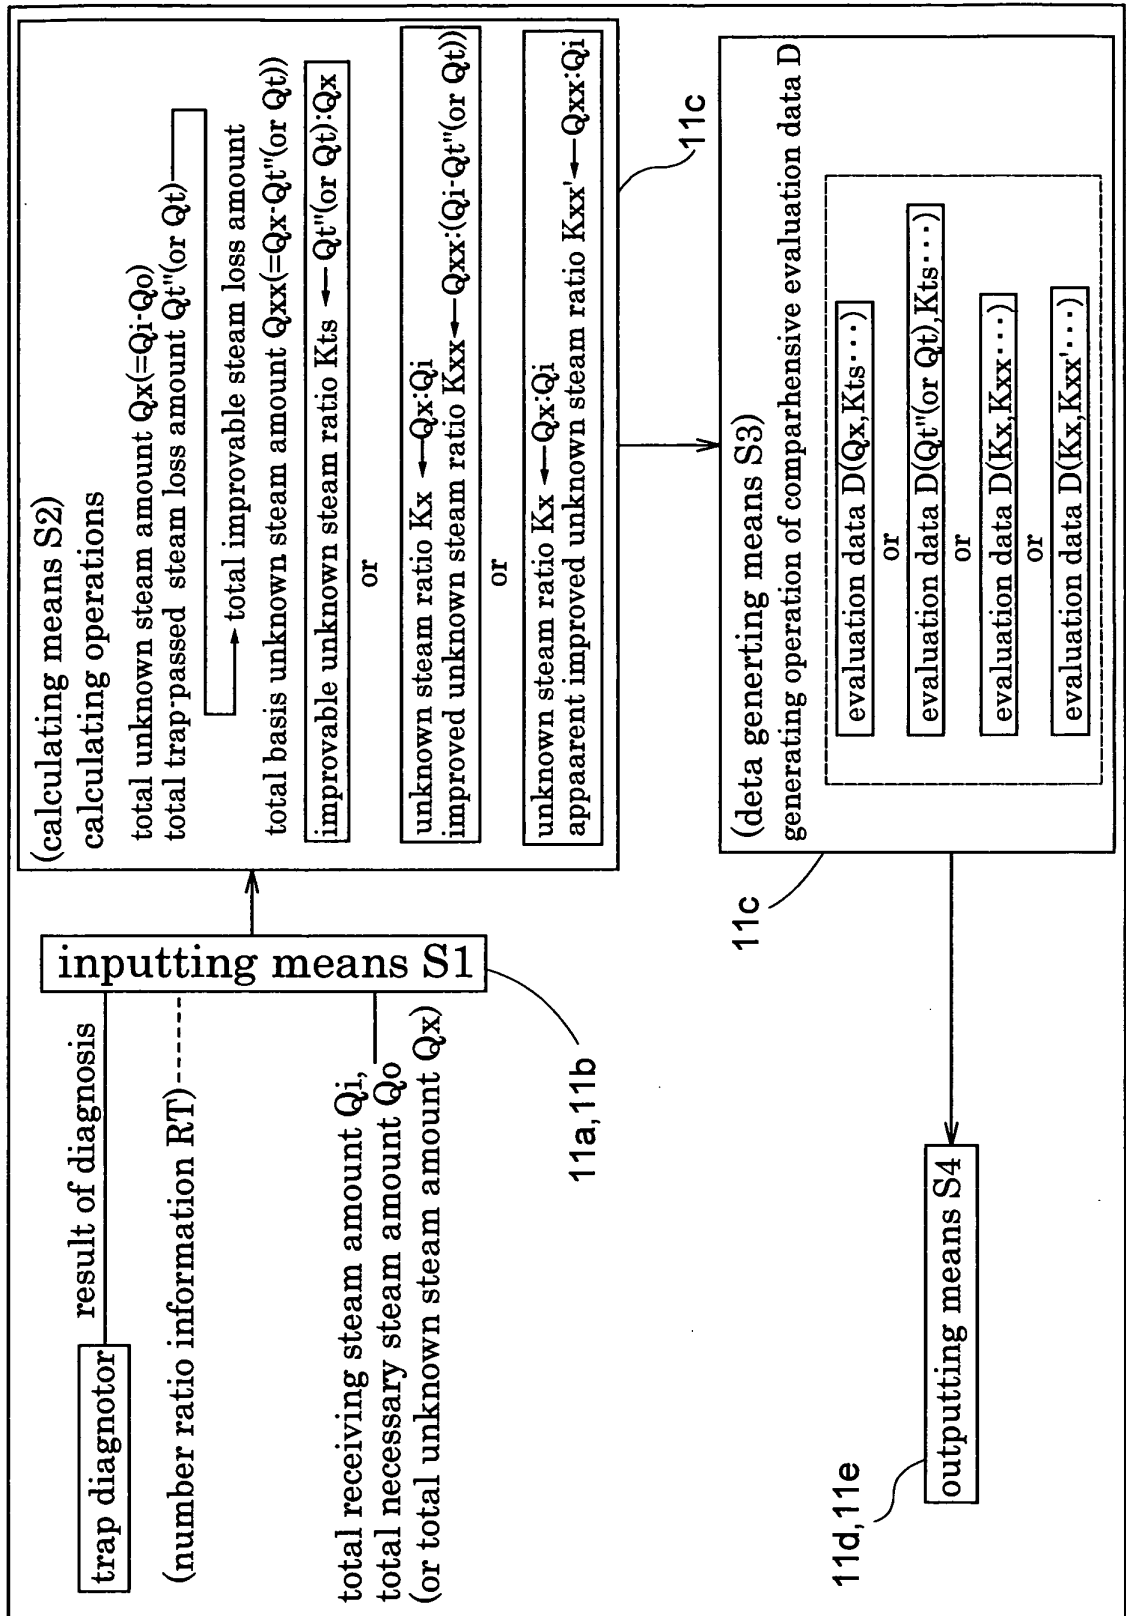 trap diagnotor
result of diagnosis
(number ratio information RT)
total receiving steam amount Qi,
total necessary steam amount Qo
(or total unknown steam amount Qx)
inputting means S1
11a,11b
(calculating means S2)
calculating operations
total unknown steam amount Qx(=Qi-Qo)
total trap-passed steam loss amount Qt"(or Qt)
total improvable steam loss amount
total basis unknown steam amount Qxx(=Qx-Qt"(or Qt))
improvable unknown steam ratio Kts ← Qt"(or Qt):Qx
or
unknown steam ratio Kx ←Qx:Qi
improved unknown steam ratio Kxx←Qxx:(Qi-Qt"(or Qt))
or
unknown steam ratio Kx ←Qx:Qi
appaarent improved unknown steam ratio Kxx'←Qxx:Qi
11c
(deta generting means S3)
generating operation of comparhensive evaluation data D
evaluation data D(Qx,Kts···)
or
evaluation data D(Qt"(or Qt),Kts···)
or
evaluation data D(Kx,Kxx···)
or
evaluation data D(Kx,Kxx'···)
11c
outputting means S4
11d,11e